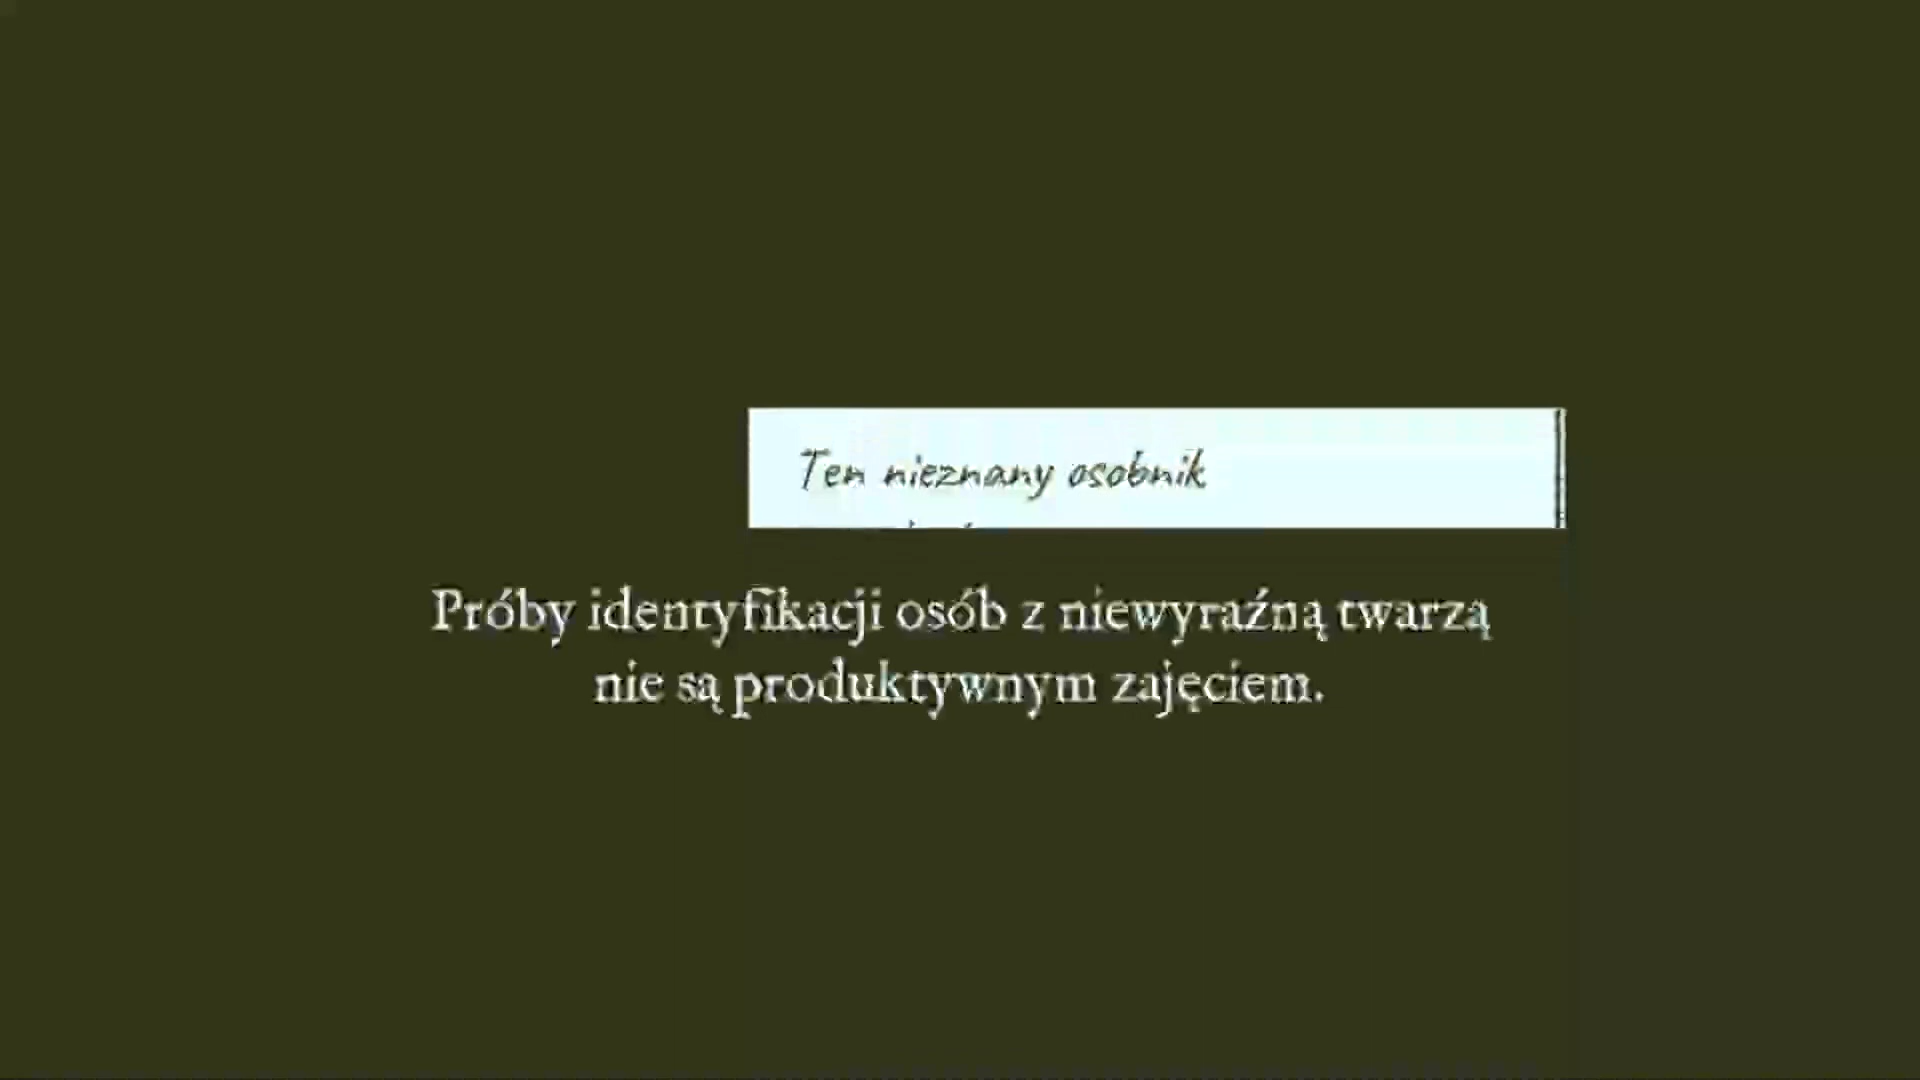 Ten nieznany osobnik
Próby identyfikacji osób z niewyraźną twarzą
nie są produktywnym zajęciem.